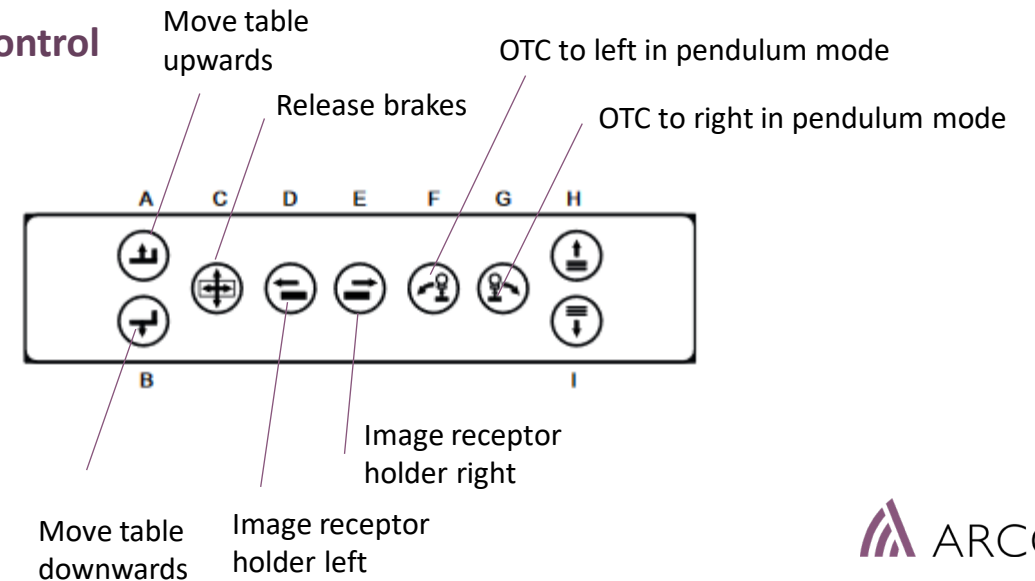 ontrol
Move table
upwards
OTC to left in pendulum mode
Release brakes
OTC to right in pendulum mode
A C D E F G H
B I
Image receptor
holder right
Move table
downwards
Image receptor
holder left
ARCO